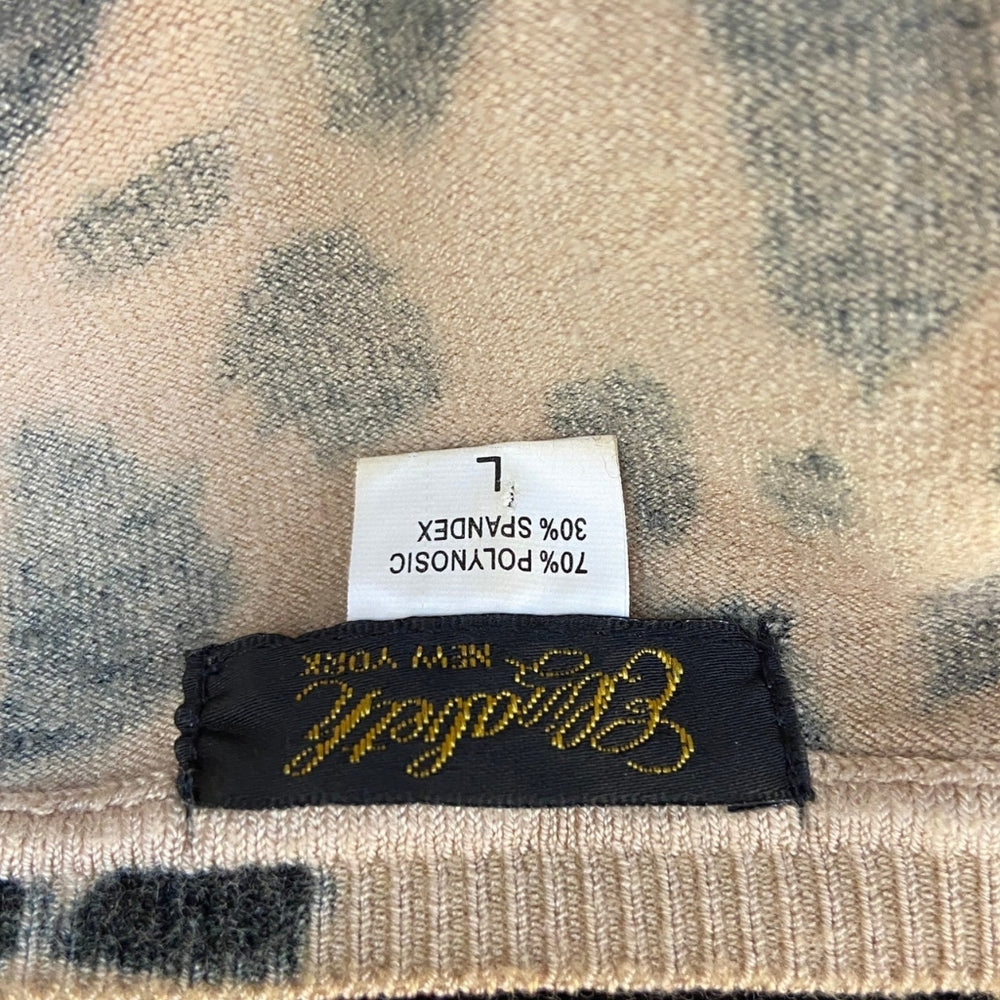 Elizabeth
NEW YORK
70% POLYNOSIC
30% SPANDEX
L